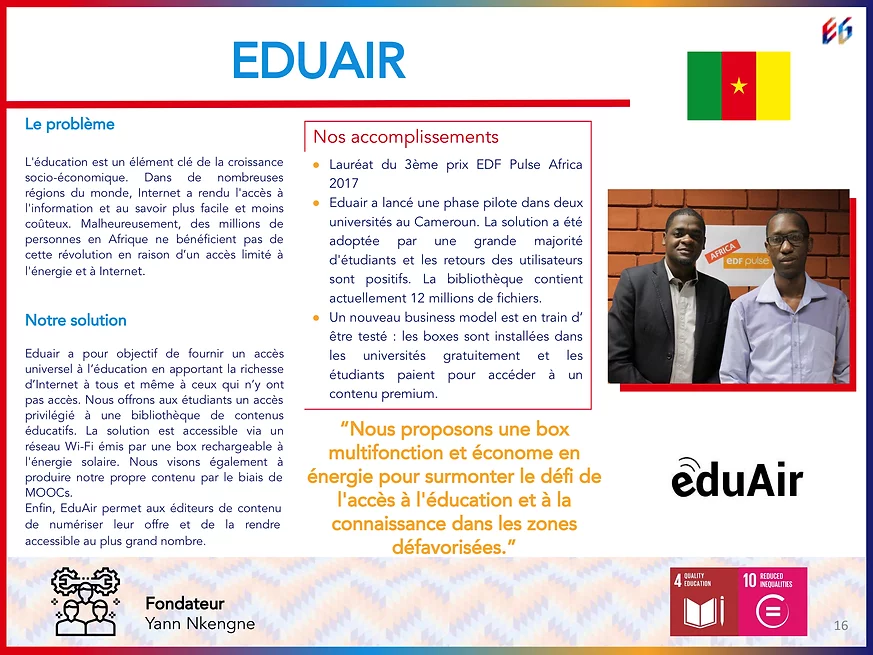 EG
EDUAIR
Le problème
L'éducation est un élément clé de la croissance
socio-économique. Dans de nombreuses
régions du monde, Internet a rendu l'accès à
l'information et au savoir plus facile et moins
coûteux. Malheureusement, des millions de
personnes en Afrique ne bénéficient pas de
cette révolution en raison d'un accès limité à
l'énergie et à Internet.
Notre solution
Eduair a pour objectif de fournir un accès
universel à l'éducation en apportant la richesse
d'Internet à tous et même à ceux qui n'y ont
pas accès. Nous offrons aux étudiants un accès
privilégié à une bibliothèque de contenus
éducatifs. La solution est accessible via un
réseau Wi-Fi émis par une box rechargeable à
l'énergie solaire. Nous visons également à
produire notre propre contenu par le biais de
MOOCs.
Enfin, EduAir permet aux éditeurs de contenu
de numériser leur offre et de la rendre
accessible au plus grand nombre.
Nos accomplissements
● Lauréat du 3ème prix EDF Pulse Africa
2017
● Eduair a lancé une phase pilote dans deux
universités au Cameroun. La solution a été
adoptée par une grande majorité
d'étudiants et les retours des utilisateurs
sont positifs. La bibliothèque contient
actuellement 12 millions de fichiers.
● Un nouveau business model est en train d'
être testé : les boxes sont installées dans
les universités gratuitement et les
étudiants paient pour accéder à un
contenu premium.
"Nous proposons une box
multifonction et économe en
énergie pour surmonter le défi de
l'accès à l'éducation et à la
connaissance dans les zones
défavorisées."
AFRICA
EDF pulse
eduAir
Fondateur
Yann Nkengne
4 QUALITY
EDUCATION
10 REDUCED
INEQUALITIES
16